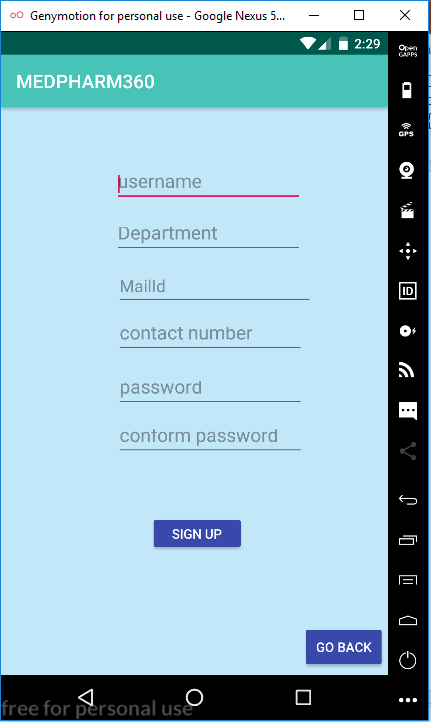 Genymotion for personal use - Google Nexus 5...
2:29
MEDPHARM360
username
Department
MailId
contact number
password
conform password
SIGN UP
GO BACK
free for personal use
Open
GAPPS
GPS
ID